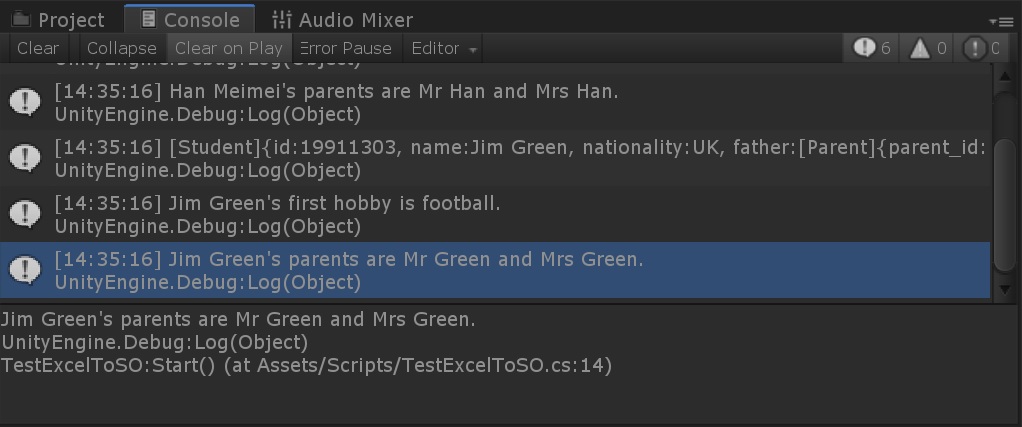 Project Console Audio Mixer
Clear Collapse Clear on Play Error Pause Editor 6 0 0
UnityEngine.Debug:Log(Object)
[14:35:16] Han Meimei's parents are Mr Han and Mrs Han.
UnityEngine.Debug:Log(Object)
[14:35:16] [Student]{id:19911303, name:Jim Green, nationality:UK, father:[Parent]{parent_id:
UnityEngine.Debug:Log(Object)
[14:35:16] Jim Green's first hobby is football.
UnityEngine.Debug:Log(Object)
[14:35:16] Jim Green's parents are Mr Green and Mrs Green.
UnityEngine.Debug:Log(Object)
Jim Green's parents are Mr Green and Mrs Green.
UnityEngine.Debug:Log(Object)
TestExcelToSO:Start() (at Assets/Scripts/TestExcelToSO.cs:14)